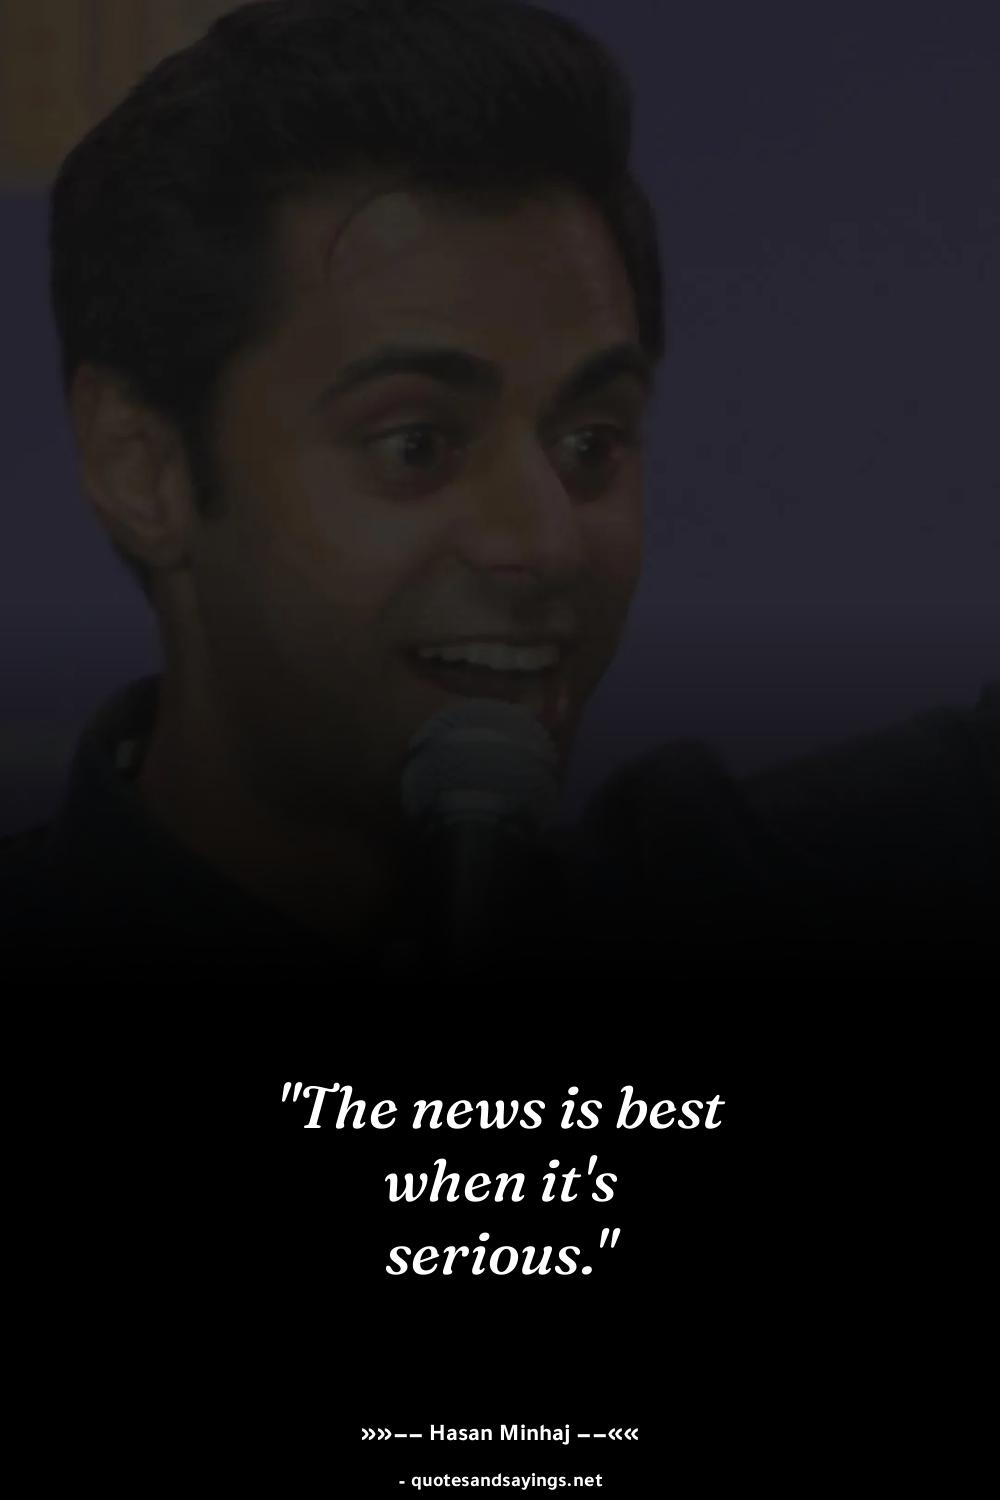 "The news is best
when it's
serious."
»»−− Hasan Minhaj −−««
- quotesandsayings.net